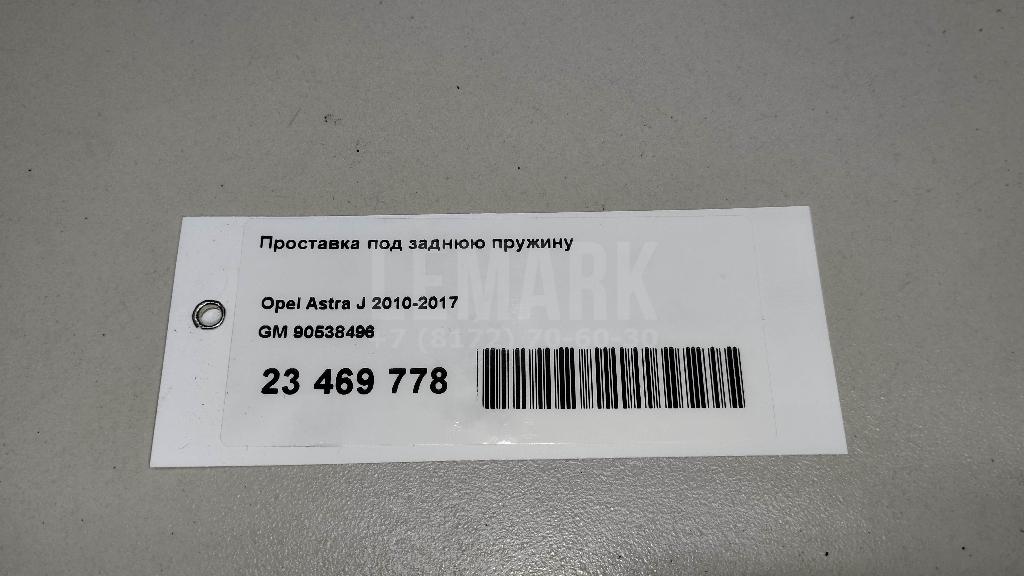 Проставка под заднюю пружину
LEMARK
Opel Astra J 2010-2017
GM 90538496
+7 (8172) 70-60-30
23 469 778